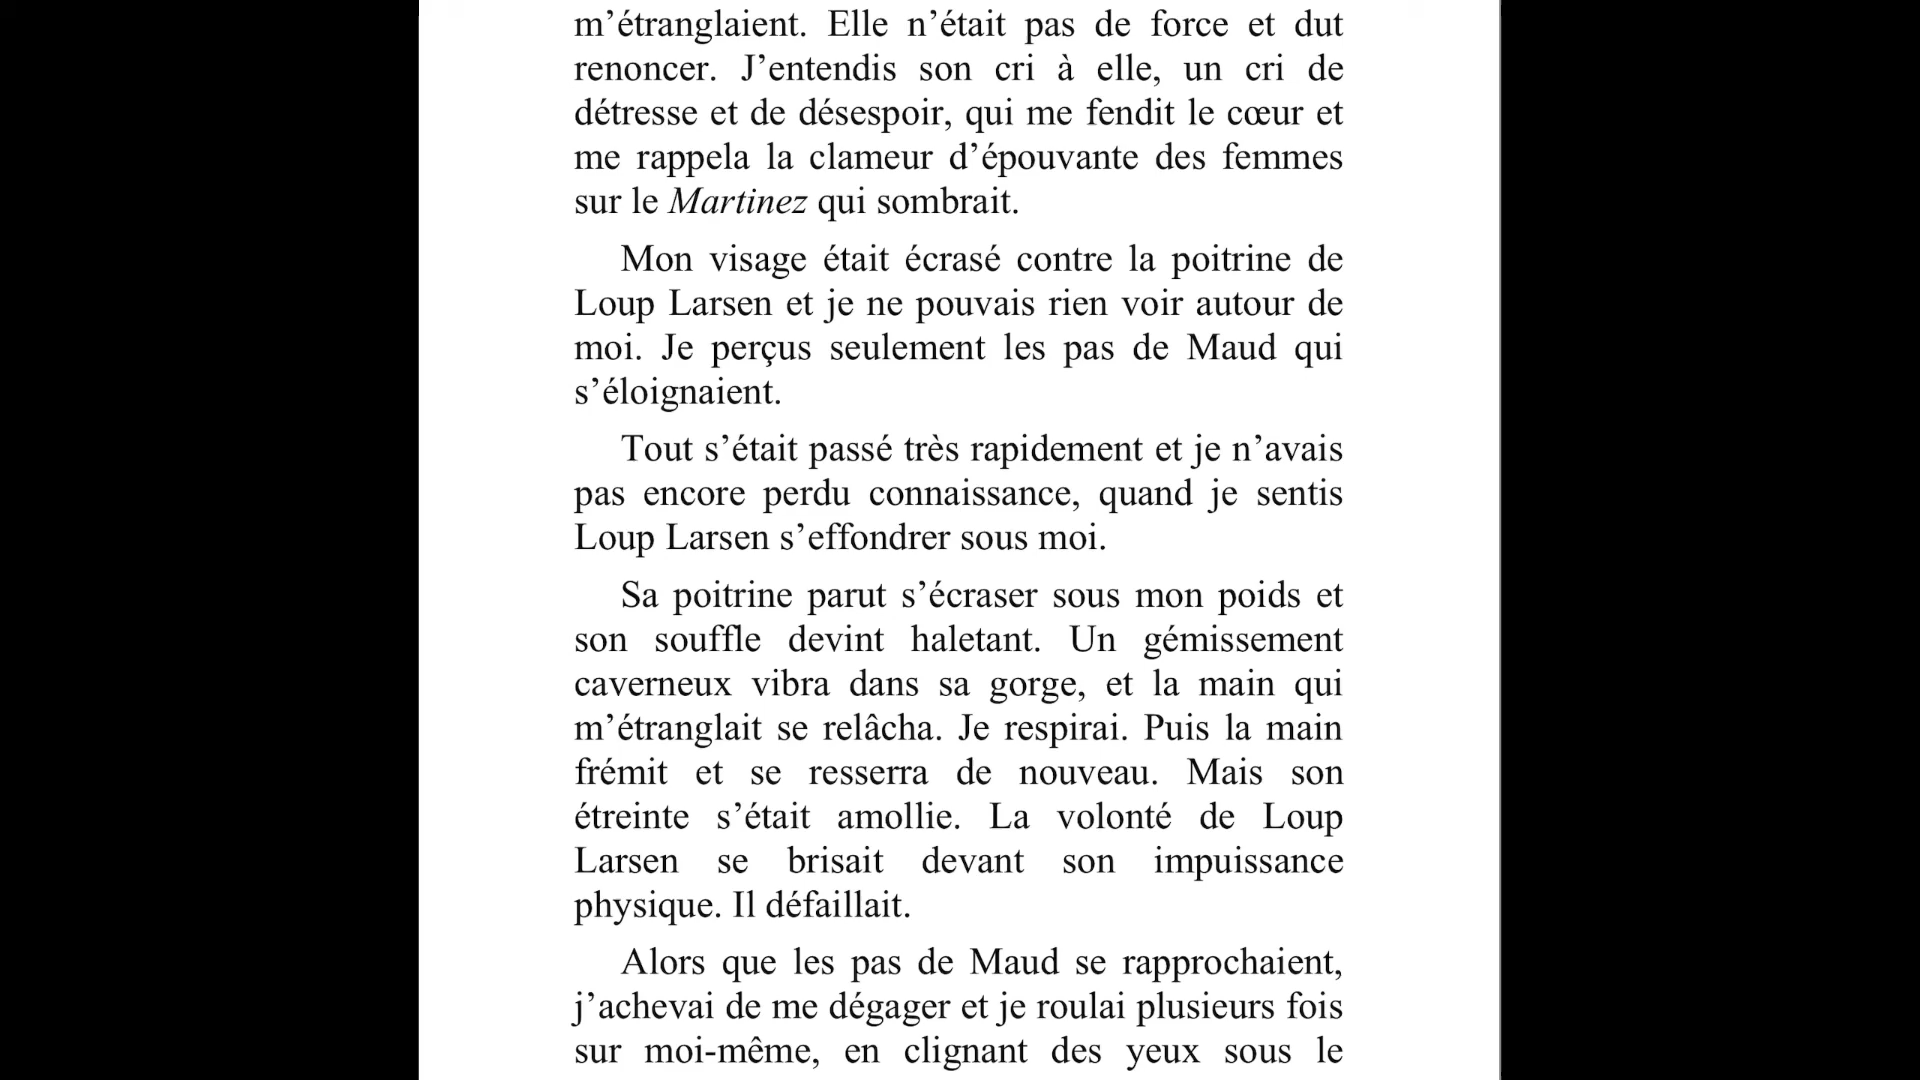 m’étranglaient. Elle n’était pas de force et dut
renoncer. J’entendis son cri à elle, un cri de
détresse et de désespoir, qui me fendit le cœur et
me rappela la clameur d’épouvante des femmes
sur le Martinez qui sombrait.
Mon visage était écrasé contre la poitrine de
Loup Larsen et je ne pouvais rien voir autour de
moi. Je perçus seulement les pas de Maud qui
s’éloignaient.
Tout s’était passé très rapidement et je n’avais
pas encore perdu connaissance, quand je sentis
Loup Larsen s’effondrer sous moi.
Sa poitrine parut s’écraser sous mon poids et
son souffle devint haletant. Un gémissement
caverneux vibra dans sa gorge, et la main qui
m’étranglait se relâcha. Je respirai. Puis la main
frémit et se resserra de nouveau. Mais son
étreinte s’était amollie. La volonté de Loup
Larsen se brisait devant son impuissance
physique. Il défaillait.
Alors que les pas de Maud se rapprochaient,
j’achevai de me dégager et je roulai plusieurs fois
sur moi-même, en clignant des yeux sous le